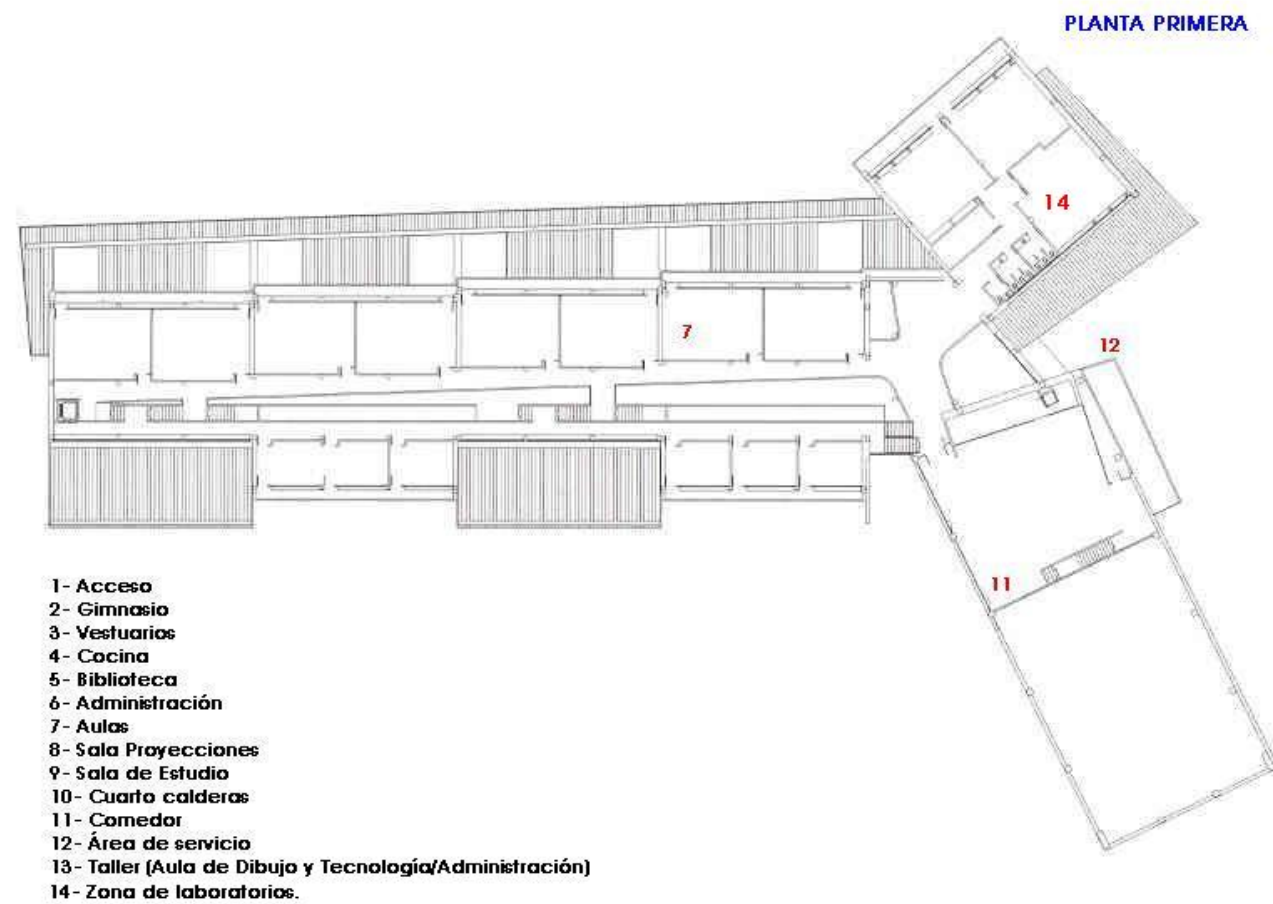 PLANTA PRIMERA
14
7
12
11
1- Acceso
2- Gimnasio
3- Vestuarios
4- Cocina
5- Biblioteca
6- Administración
7- Aulas
8- Sala Proyecciones
9- Sala de Estudio
10- Cuarto calderas
11- Comedor
12- Área de servicio
13- Taller (Aula de Dibujo y Tecnología/Administración)
14- Zona de laboratorios.